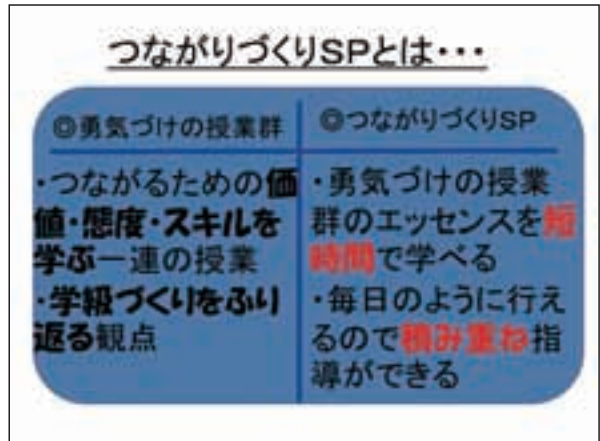 つながりづくりSPとは・・・
◎勇気づけの授業群
・つながるための価
値・態度・スキルを
学ぶ一連の授業
・学級づくりをふり
返る観点
◎つながりづくりSP
・勇気づけの授業
群のエッセンスを短
時間で学べる
・毎日のように行え
るので積み重ね指
導ができる